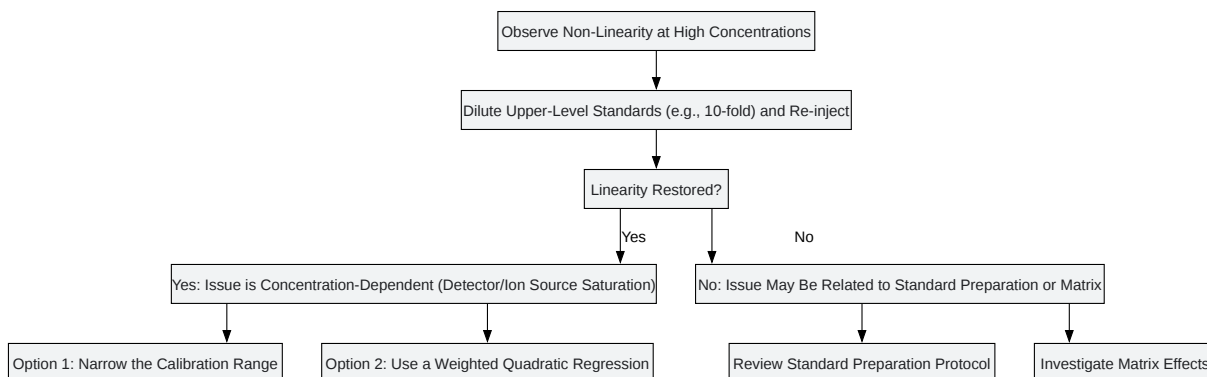 Observe Non-Linearity at High Concentrations
Dilute Upper-Level Standards (e.g., 10-fold) and Re-inject
Linearity Restored?
Yes
No
Yes: Issue is Concentration-Dependent (Detector/Ion Source Saturation)
No: Issue May Be Related to Standard Preparation or Matrix
Option 1: Narrow the Calibration Range
Option 2: Use a Weighted Quadratic Regression
Review Standard Preparation Protocol
Investigate Matrix Effects